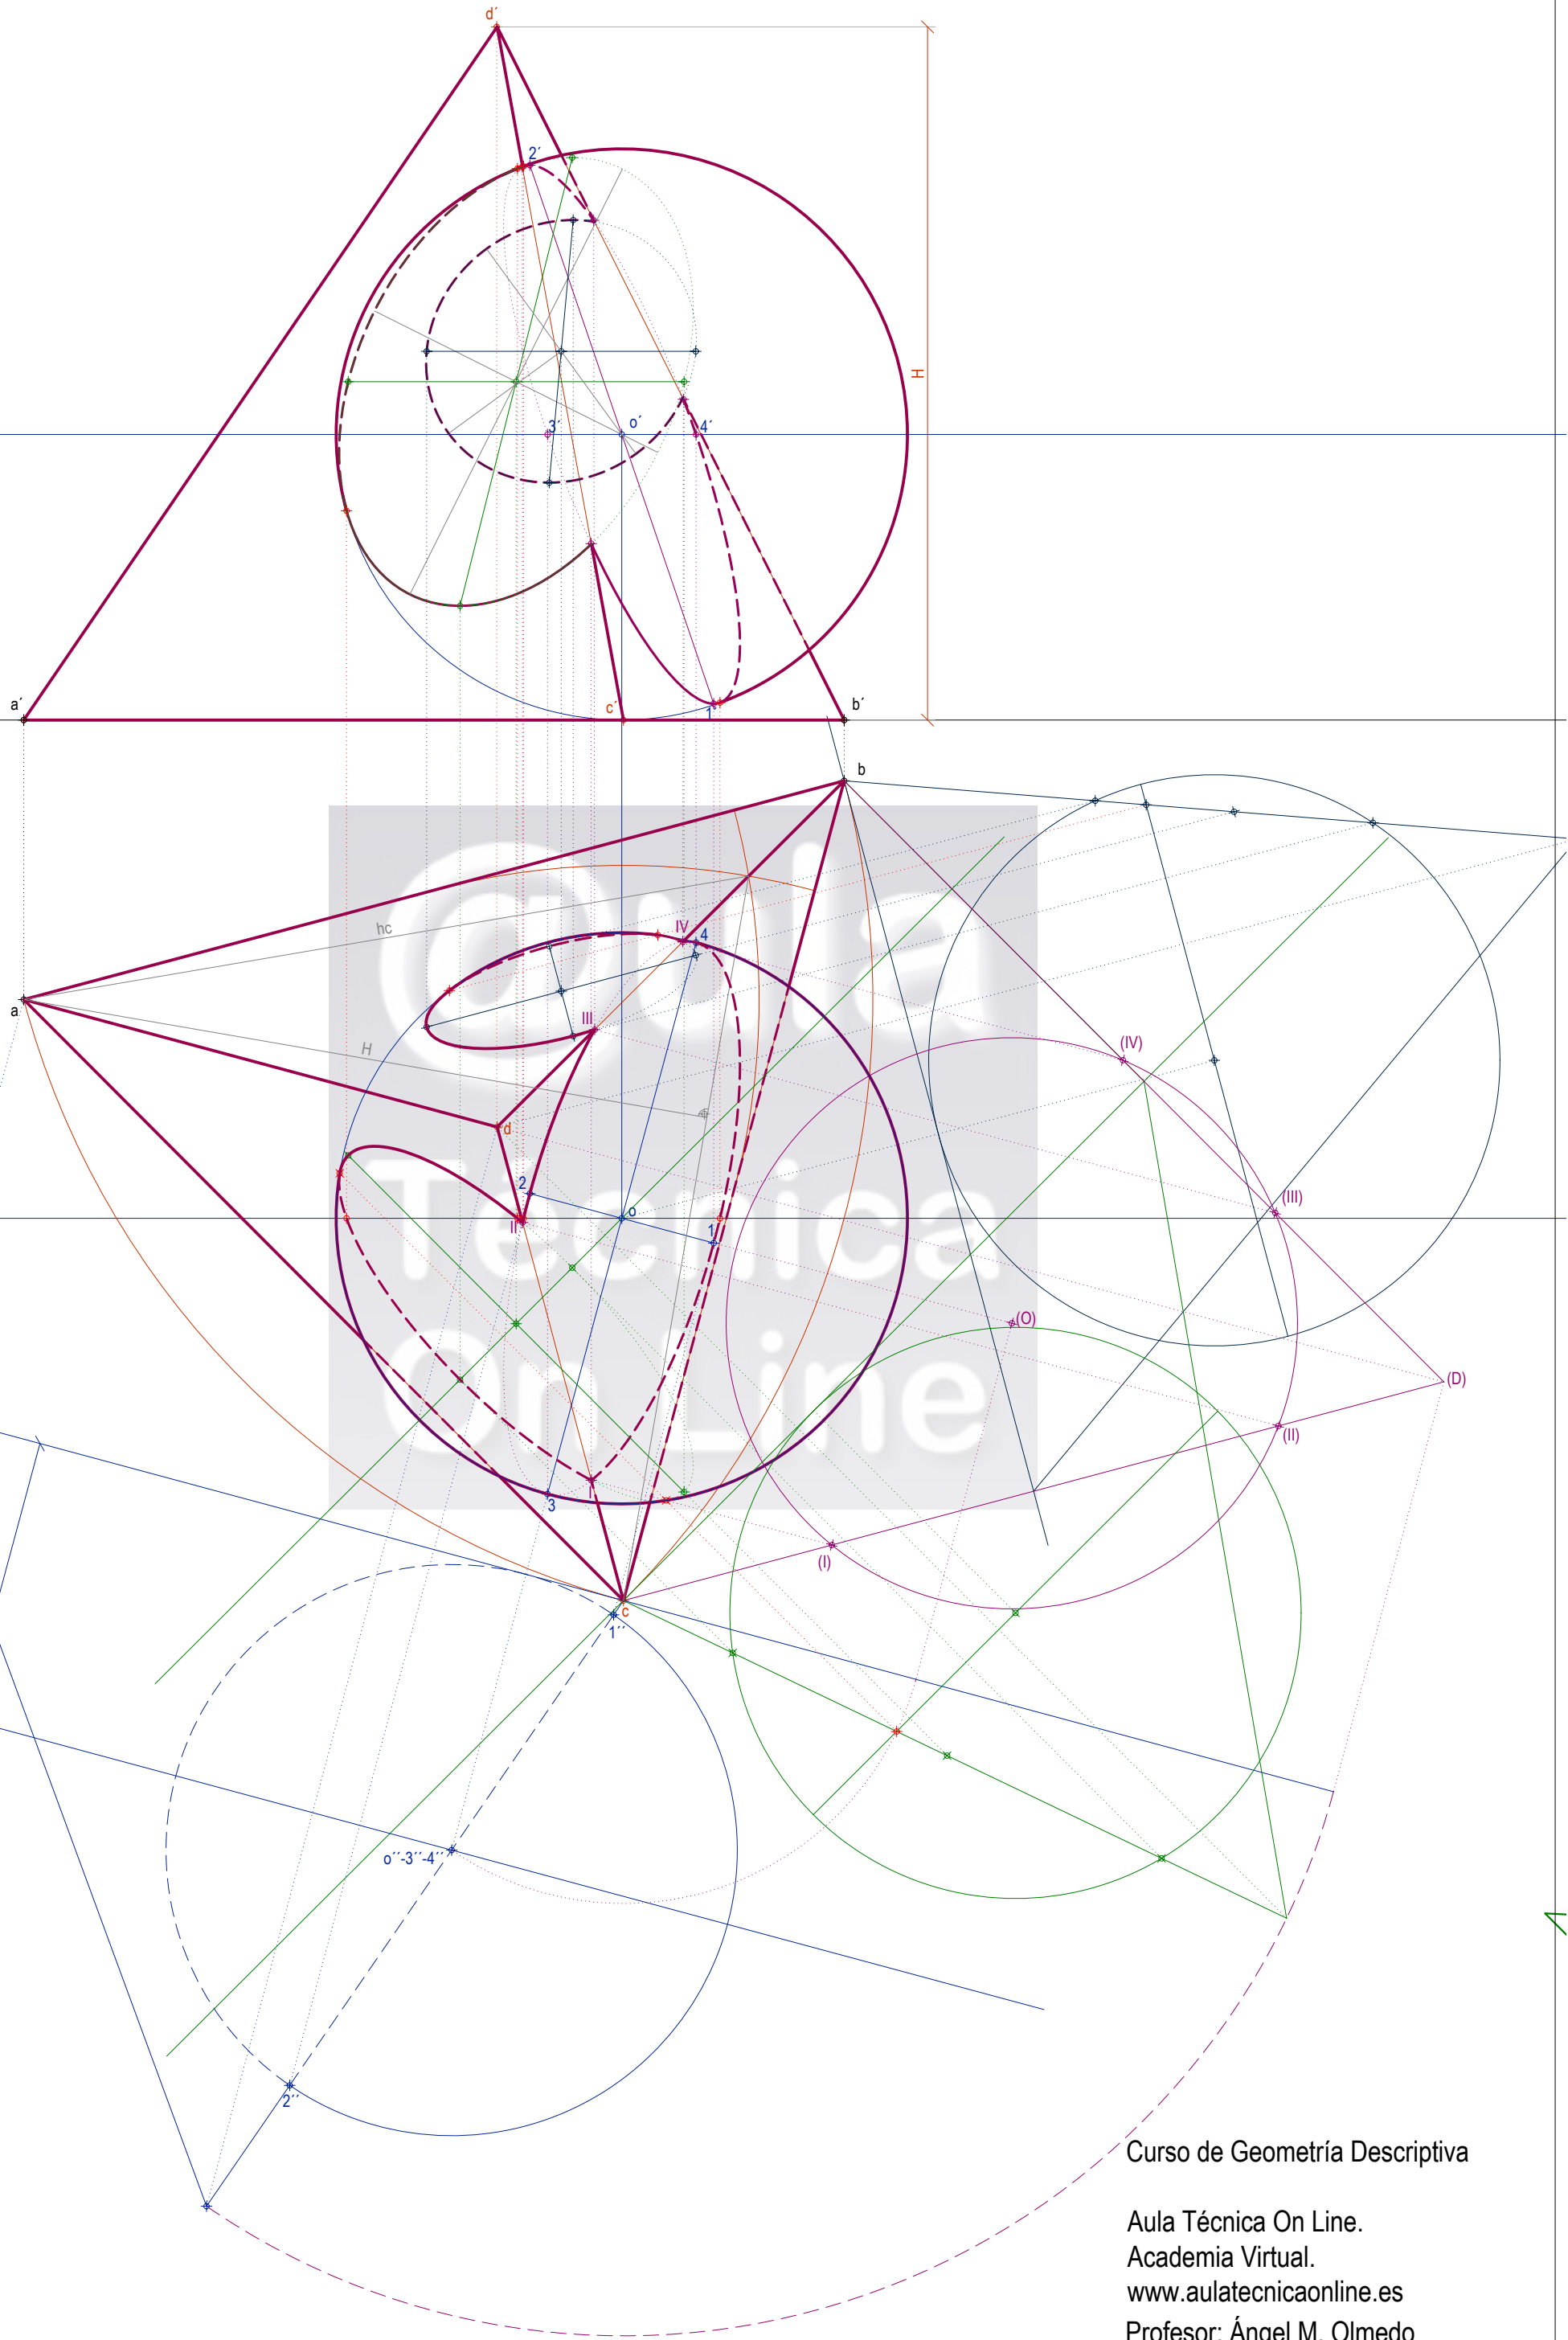 d´
2´
H
3´
o´
4´
a´
c´
1´
b´
b
@ula
hc
IV
4
a
III
(IV)
H
d
Técnica
2
o
(III)
II
1
(O)
On Line
(D)
(II)
I
3
(I)
c
1´´
o´´-3´´-4´´
2´´
Curso de Geometría Descriptiva
Aula Técnica On Line.
Academia Virtual.
www.aulatecnicaonline.es
Profesor: Ángel M. Olmedo